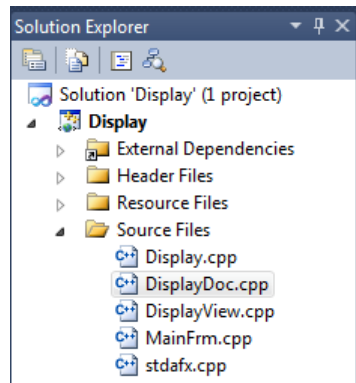 Solution Explorer
Solution 'Display' (1 project)
Display
External Dependencies
Header Files
Resource Files
Source Files
Display.cpp
DisplayDoc.cpp
DisplayView.cpp
MainFrm.cpp
stdafx.cpp